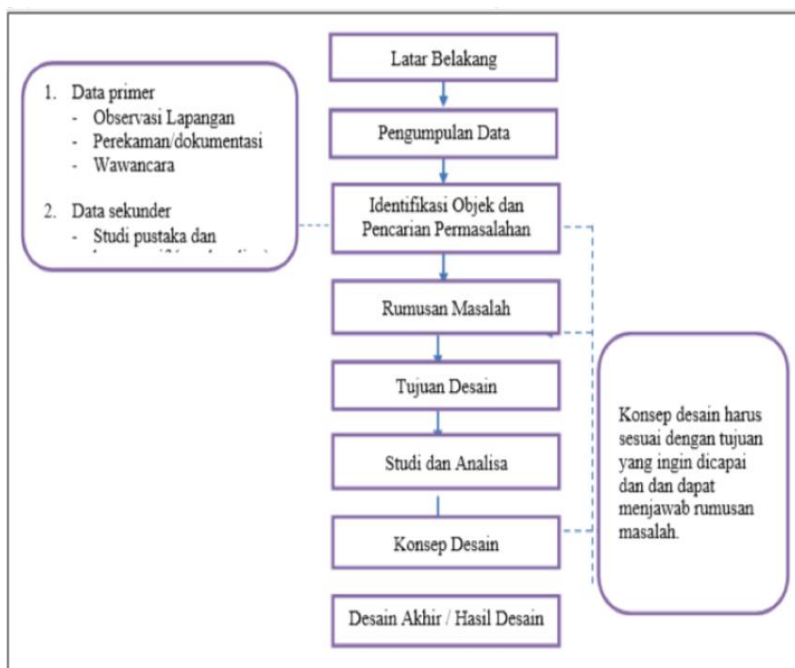 Latar Belakang
1. Data primer
- Observasi Lapangan
- Perekaman/dokumentasi
- Wawancara
2. Data sekunder
- Studi pustaka dan
Pengumpulan Data
Identifikasi Objek dan
Pencarian Permasalahan
Rumusan Masalah
Tujuan Desain
Studi dan Analisa
Konsep Desain
Desain Akhir / Hasil Desain
Konsep desain harus
sesuai dengan tujuan
yang ingin dicapai
dan dan dapat
menjawab rumusan
masalah.